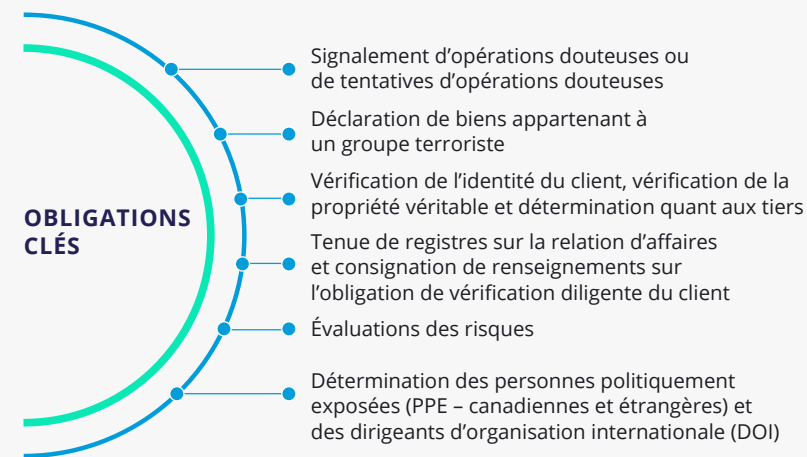 OBLIGATIONS
CLÉS
Signalement d’opérations douteuses ou
de tentatives d’opérations douteuses
Déclaration de biens appartenant à
un groupe terroriste
Vérification de l’identité du client, vérification de la
propriété véritable et détermination quant aux tiers
Tenue de registres sur la relation d’affaires
et consignation de renseignements sur
l’obligation de vérification diligente du client
Évaluations des risques
Détermination des personnes politiquement
exposées (PPE – canadiennes et étrangères) et
des dirigeants d’organisation internationale (DOI)